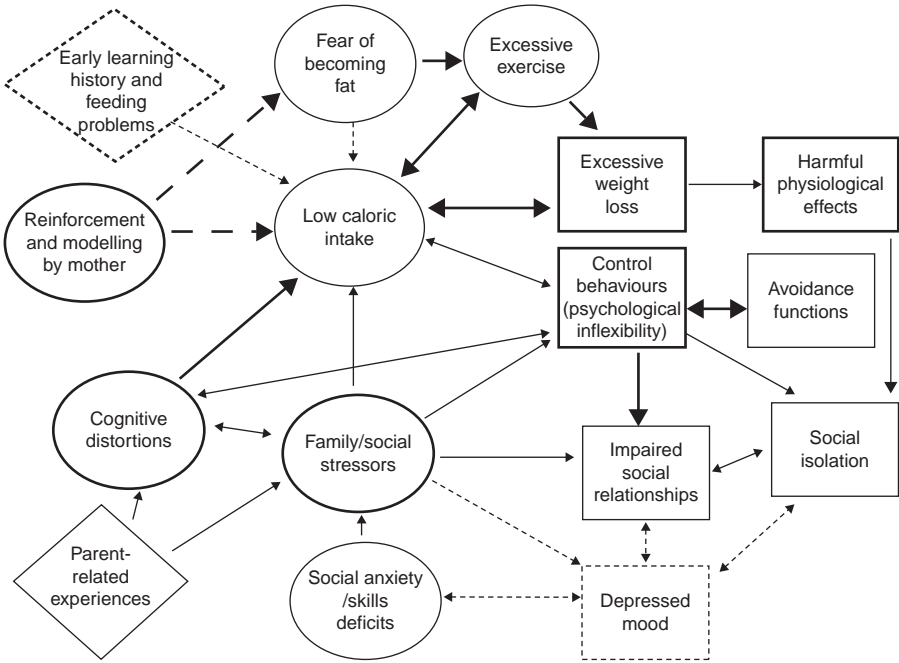 Early learning
history and
feeding
problems
Fear of
becoming
fat
Excessive
exercise
Excessive
weight
loss
Harmful
physiological
effects
Reinforcement
and modelling
by mother
Low caloric
intake
Control
behaviours
(psychological
inflexibility)
Avoidance
functions
Cognitive
distortions
Family/social
stressors
Impaired
social
relationships
Social
isolation
Parent-
related
experiences
Social anxiety
/skills
deficits
Depressed
mood